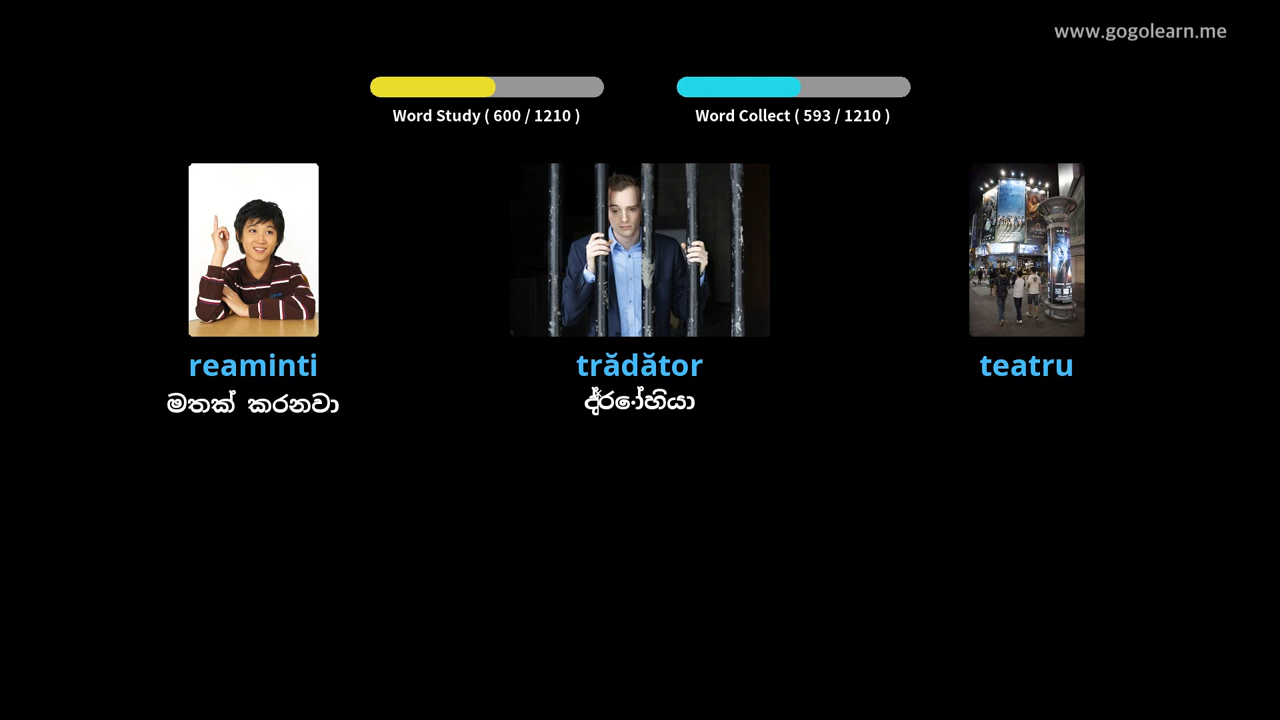 www.gogolearn.me
Word Study ( 600 / 1210 )
Word Collect ( 593 / 1210 )
reaminti
trădător
teatru
මතක් කරනවා
ද්‍රෝහියා